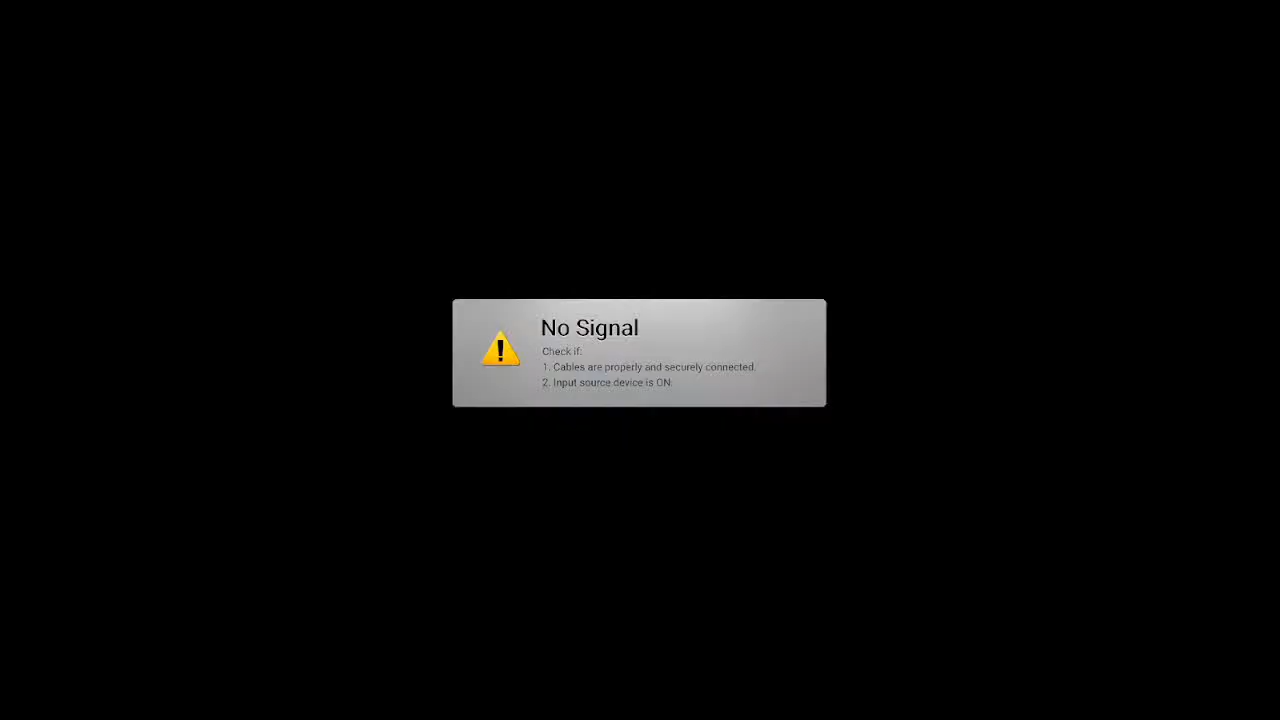 No Signal
Check if:
1. Cables are properly and securely connected.
2. Input source device is ON.